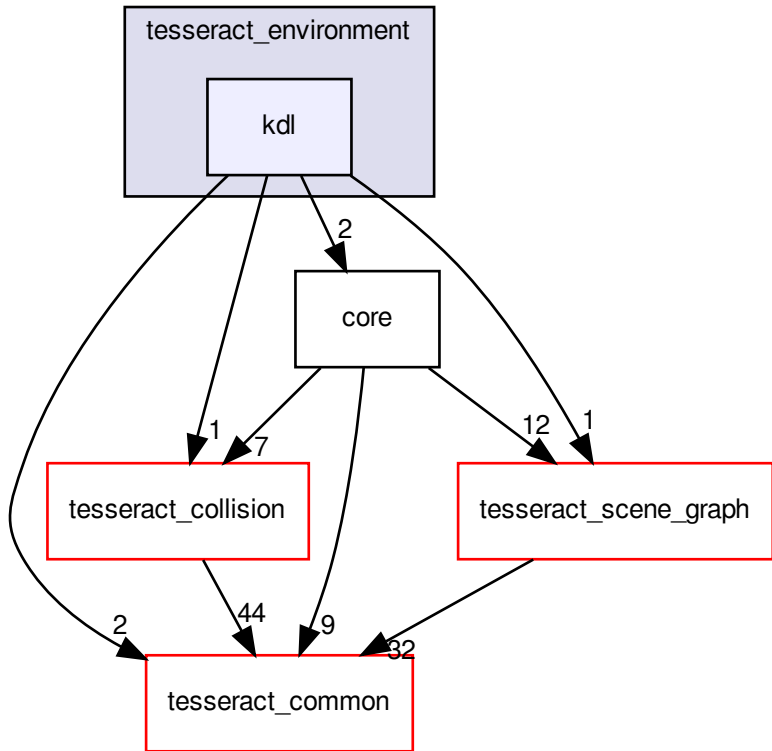 tesseract_environment
kdl
2
core
1
7
12
1
tesseract_collision
tesseract_scene_graph
2
44
9
32
tesseract_common